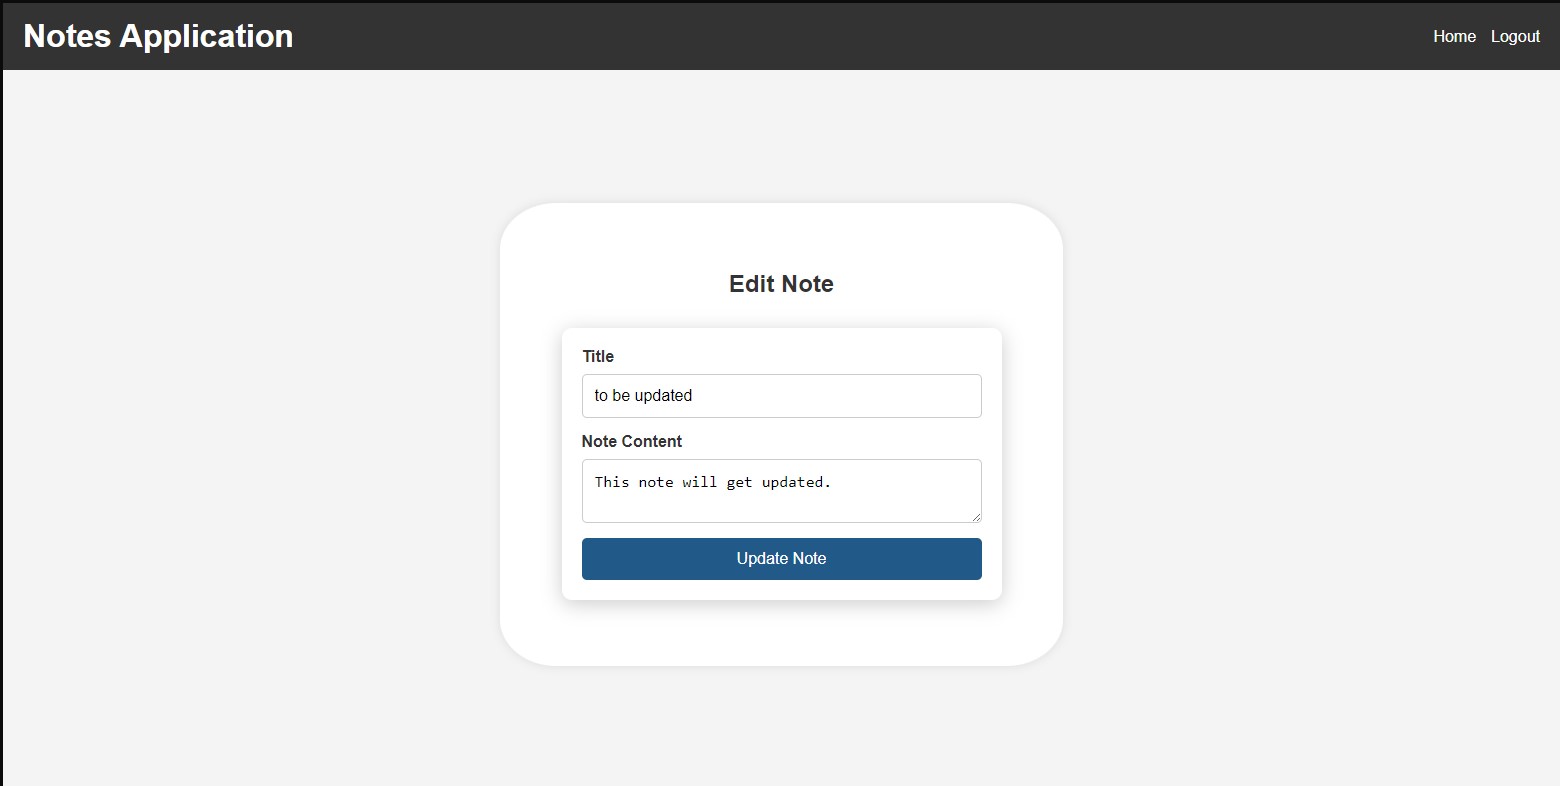 Notes Application
Home Logout
Edit Note
Title
to be updated
Note Content
This note will get updated.
Update Note